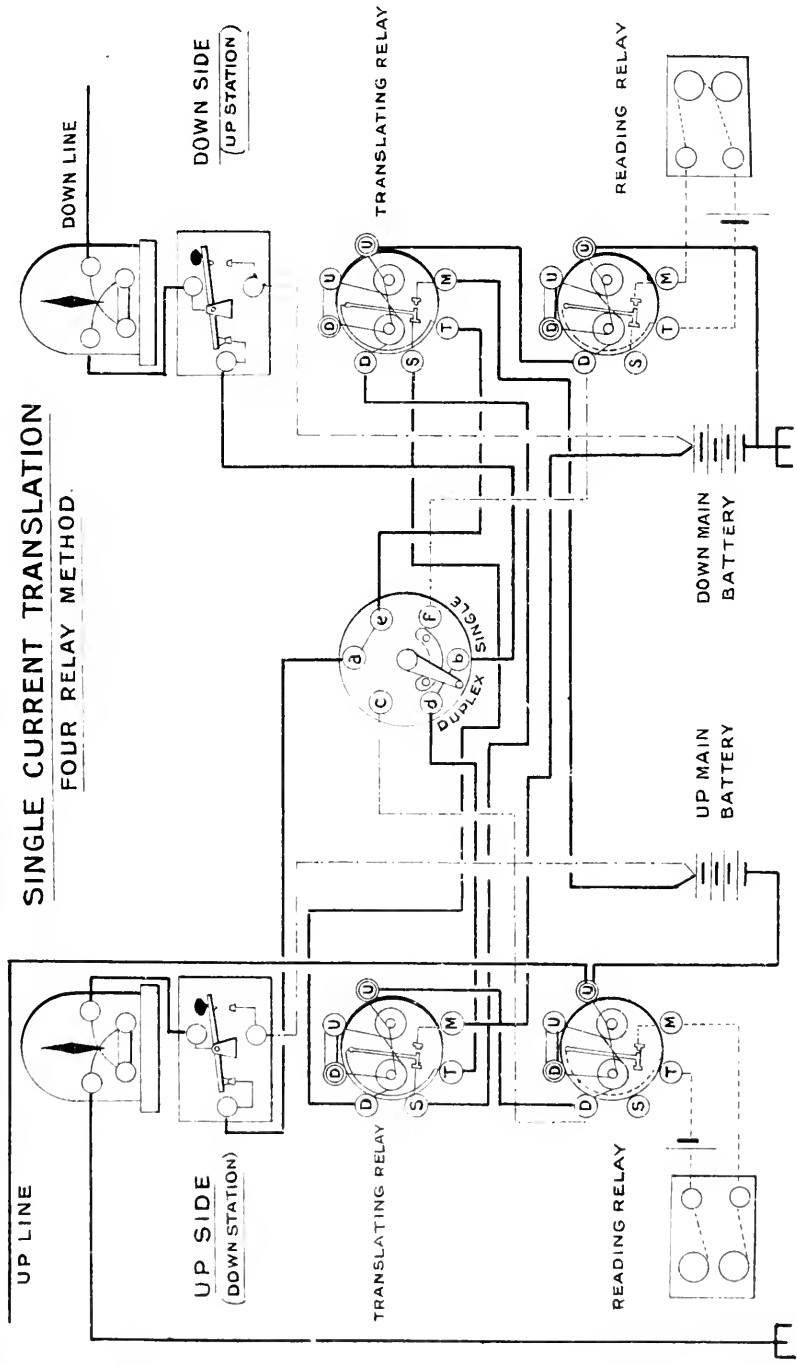 SINGLE CURRENT TRANSLATION
FOUR RELAY METHOD.
UP LINE
DOWN LINE
UP SIDE
(DOWN STATION)
DOWN SIDE
(UP STATION)
TRANSLATING RELAY
D U U
D S T M
a
c e
d f
b
DUPLEX SINGLE
TRANSLATING RELAY
D U U
D S T M
READING RELAY
D U U
D S T M
UP MAIN
BATTERY
DOWN MAIN
BATTERY
READING RELAY
D U U
D S T M